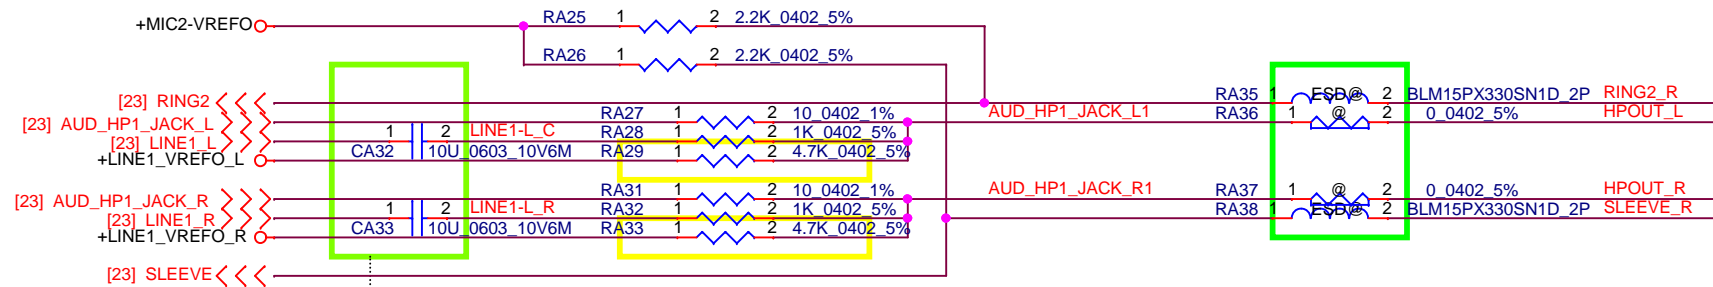 +MIC2-VREFO RA25 1 2 2.2K_0402_5%
RA26 1 2 2.2K_0402_5%
[23] RING2 RA35 1 ESD@ 2 BLM15PX330SN1D_2P RING2_R
[23] AUD_HP1_JACK_L RA27 1 2 10_0402_1% AUD_HP1_JACK_L1 RA36 1 @ 2 0_0402_5% HPOUT_L
[23] LINE1_L 1 2 LINE1-L_C RA28 1 2 1K_0402_5%
+LINE1_VREFO_L CA32 10U_0603_10V6M RA29 1 2 4.7K_0402_5%
[23] AUD_HP1_JACK_R RA31 1 2 10_0402_1% AUD_HP1_JACK_R1 RA37 1 @ 2 0_0402_5% HPOUT_R
[23] LINE1_R 1 2 LINE1-L_R RA32 1 2 1K_0402_5% RA38 1 ESD@ 2 BLM15PX330SN1D_2P SLEEVE_R
+LINE1_VREFO_R CA33 10U_0603_10V6M RA33 1 2 4.7K_0402_5%
[23] SLEEVE